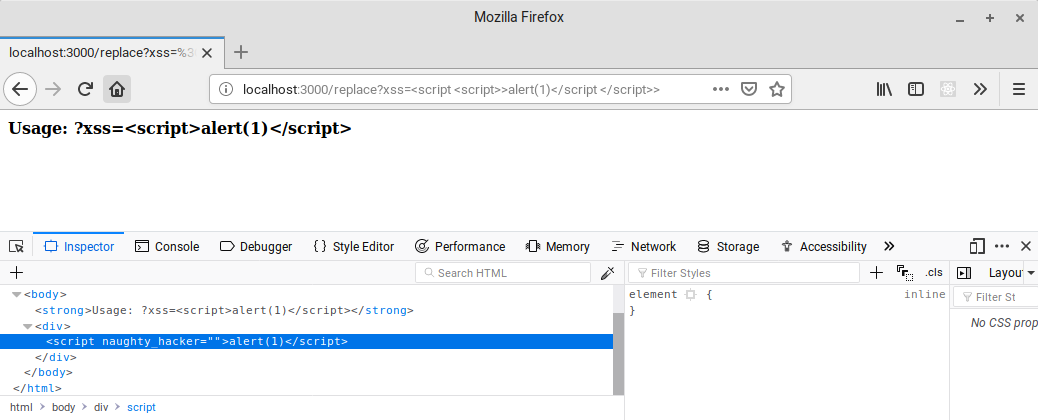 Mozilla Firefox
localhost:3000/replace?xss=%3
localhost:3000/replace?xss=<script <script>>alert(1)</script </script>>
Usage: ?xss=<script>alert(1)</script>
Inspector Console Debugger { } Style Editor Performance Memory Network Storage Accessibility
Search HTML Filter Styles .cls Layou
<body>
<strong>Usage: ?xss=<script>alert(1)</script></strong>
<div>
<script naughty_hacker="">alert(1)</script>
</div>
</body>
</html>
html > body > div > script
element { inline
}
Filter St
No CSS prop